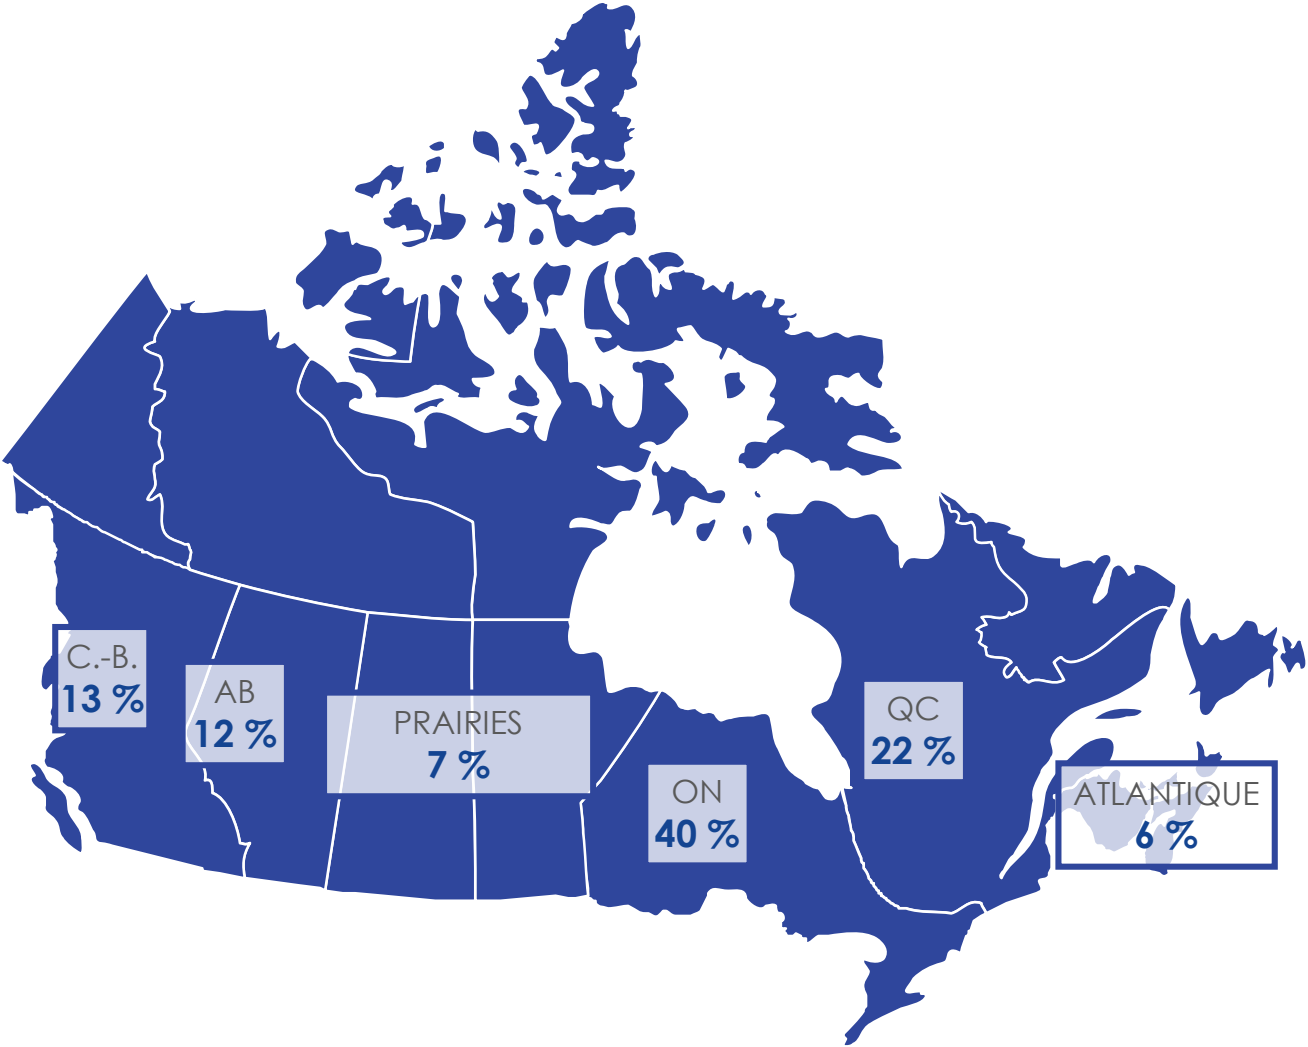 C.-B.
13 %
AB
12 %
PRAIRIES
7 %
ON
40 %
QC
22 %
ATLANTIQUE
6 %